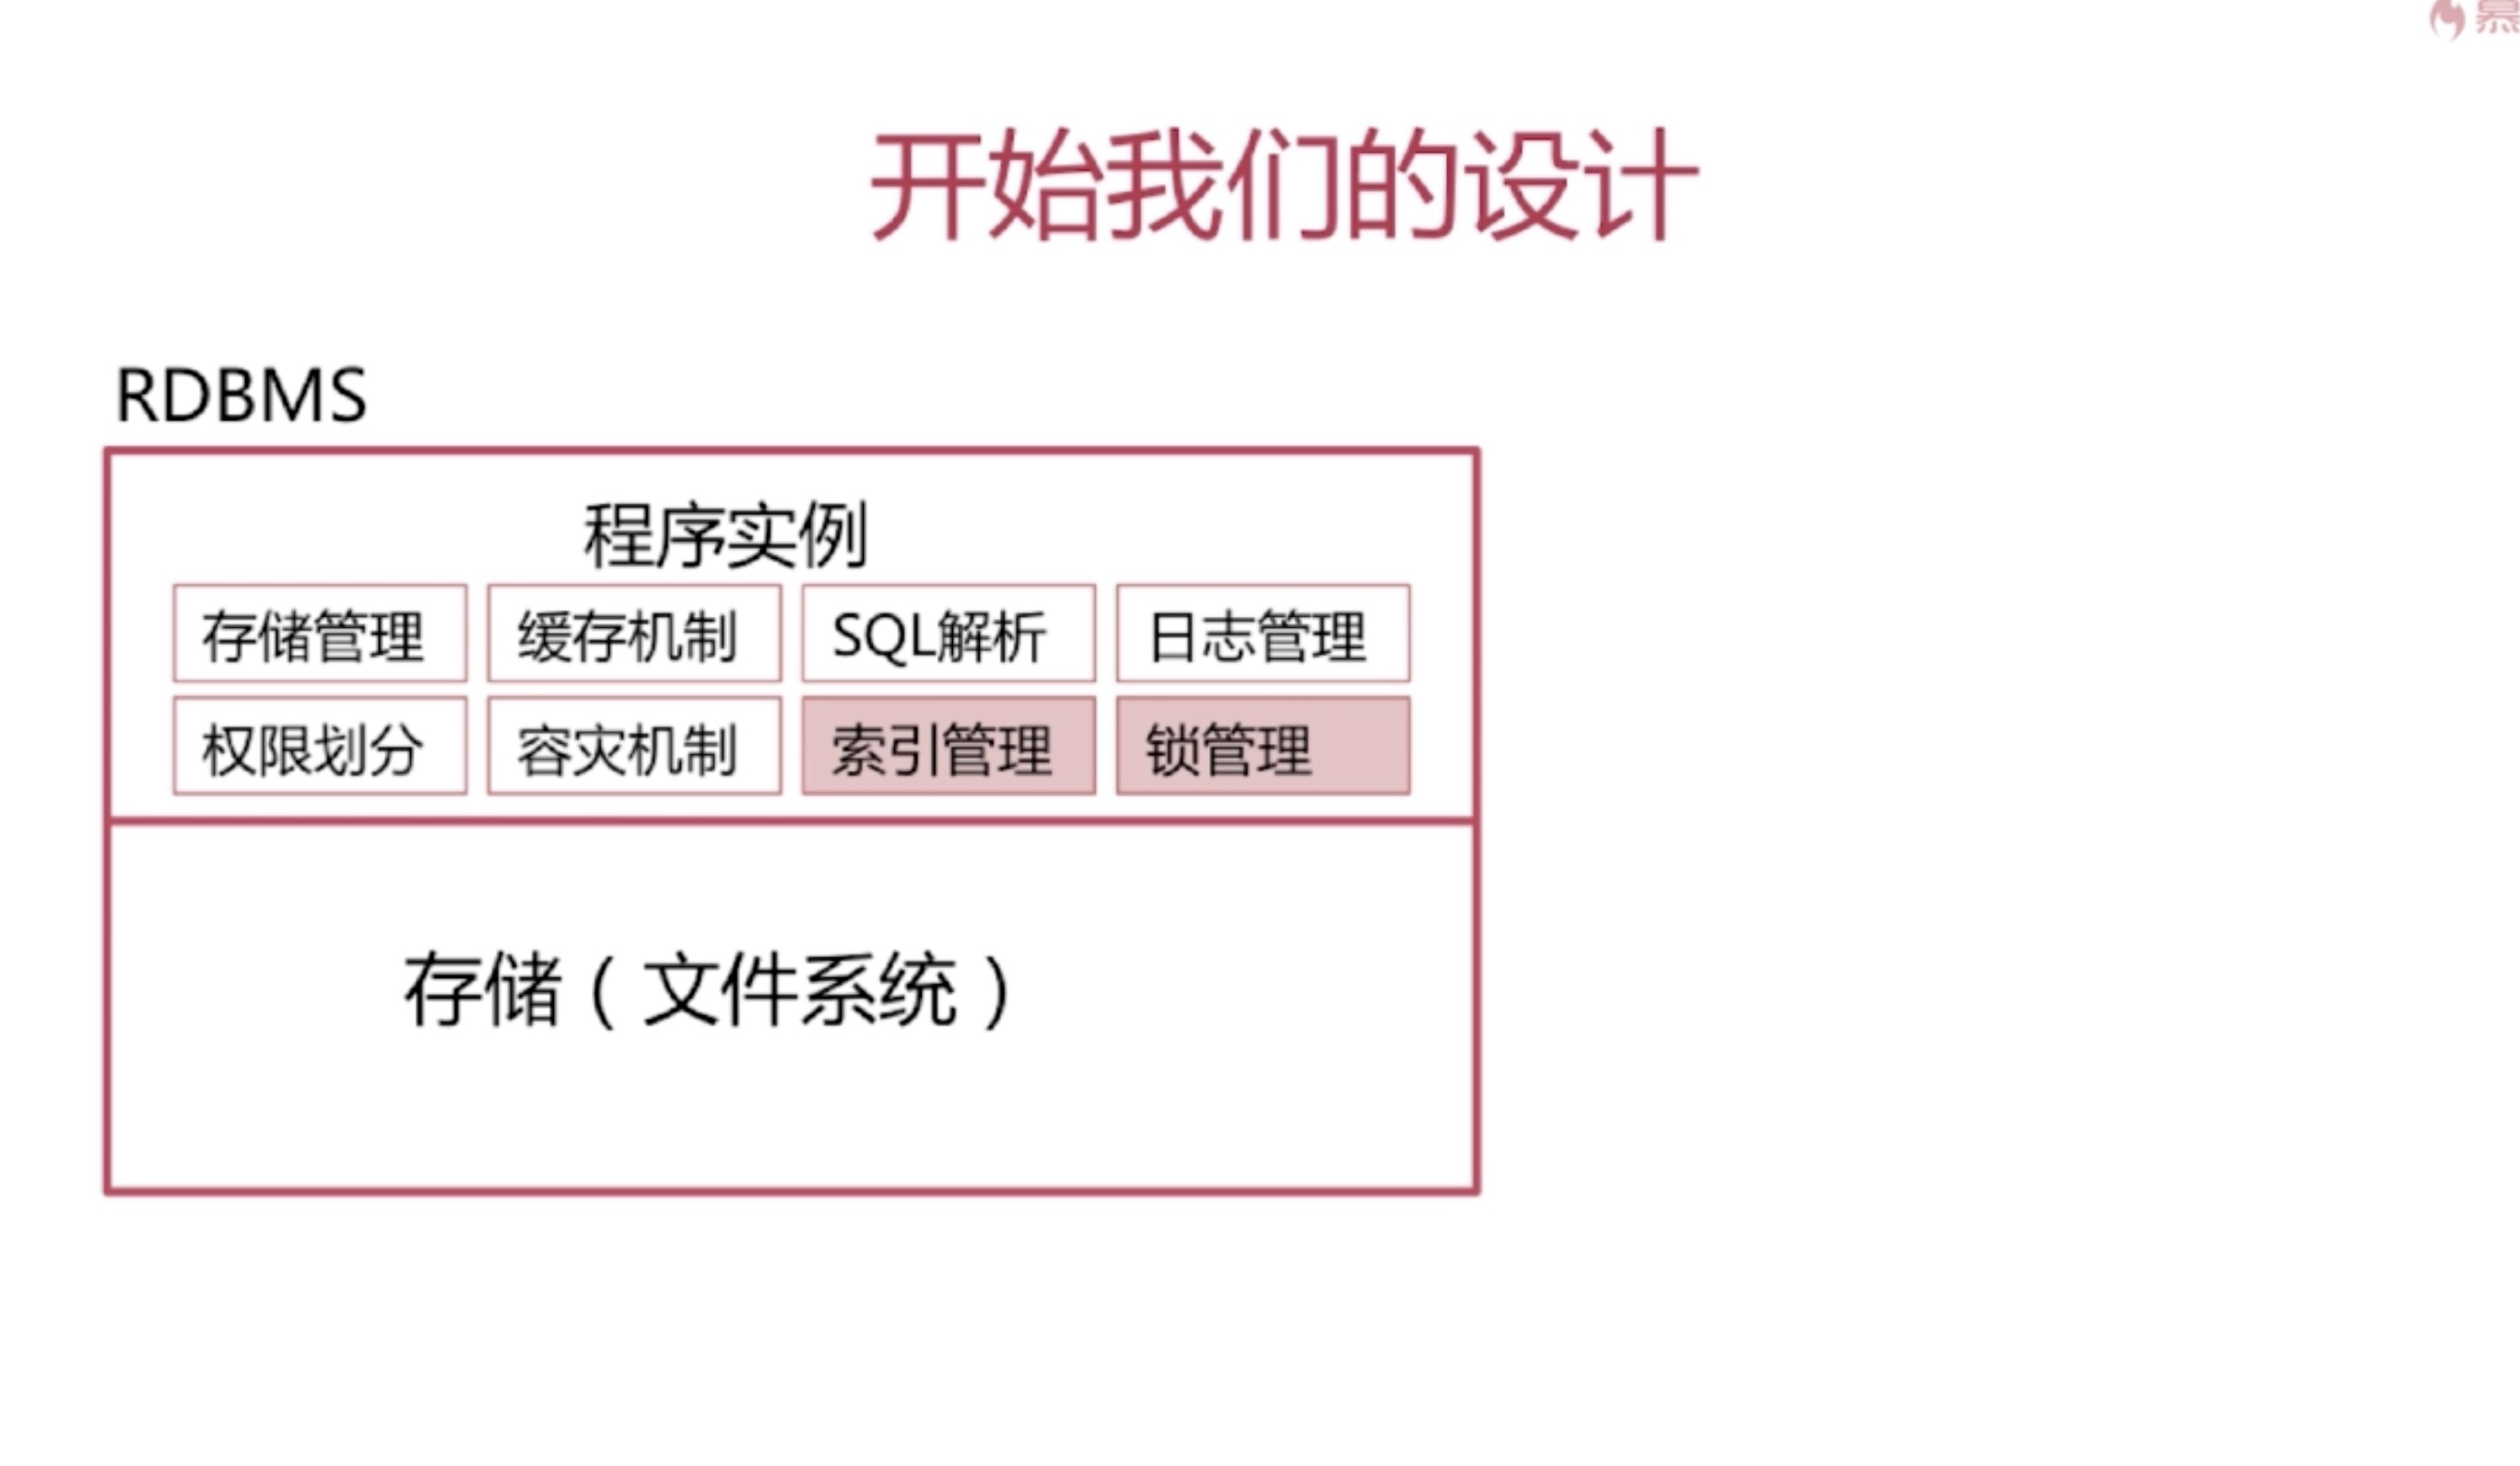 开始我们的设计
RDBMS
程序实例
存储管理 缓存机制 SQL解析 日志管理
权限划分 容灾机制 索引管理 锁管理
存储（文件系统）